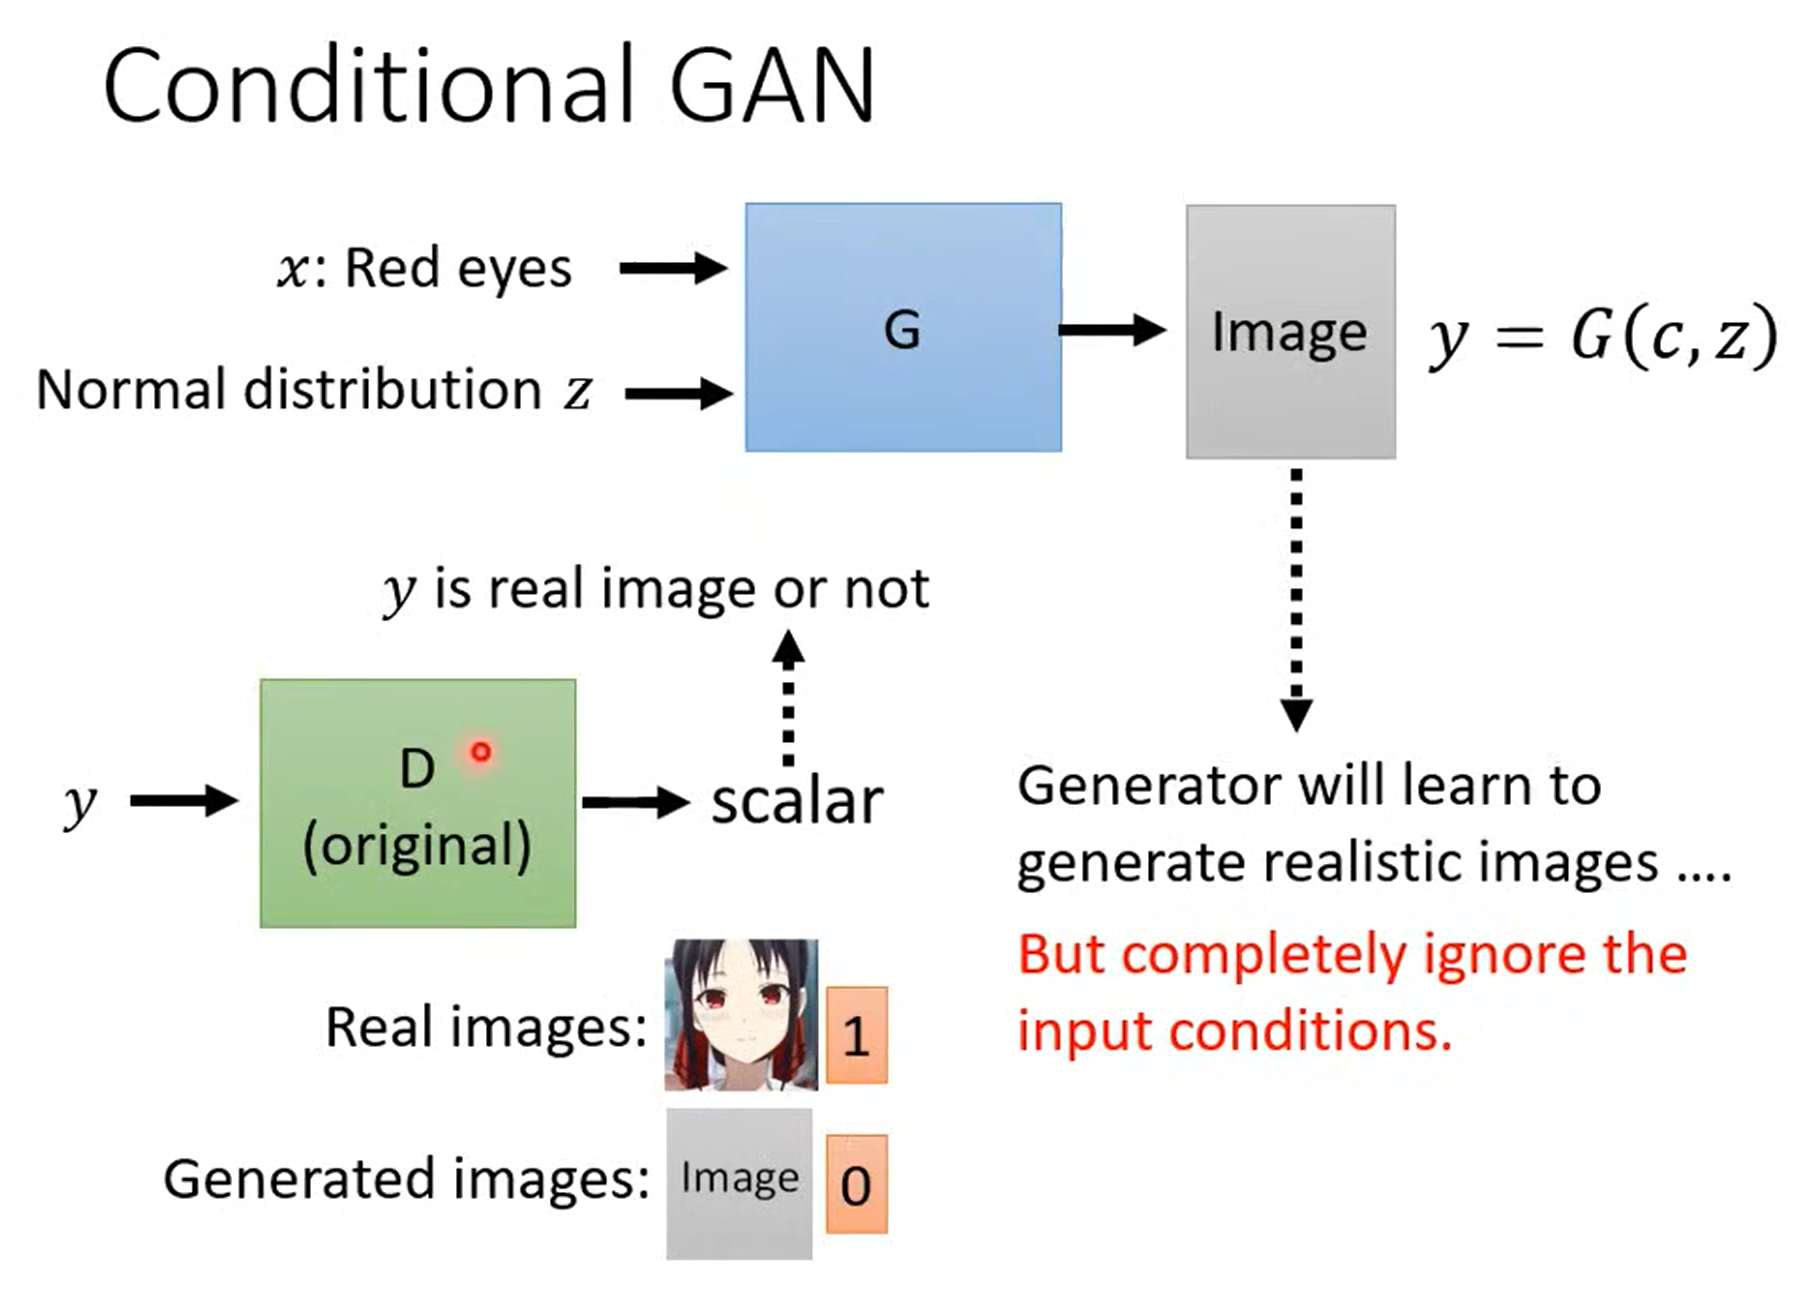 Conditional GAN
x: Red eyes
Normal distribution z
G
Image
y = G(c, z)
y is real image or not
y
D
(original)
scalar
Generator will learn to
generate realistic images ....
But completely ignore the
input conditions.
Real images:
1
Generated images:
Image
0